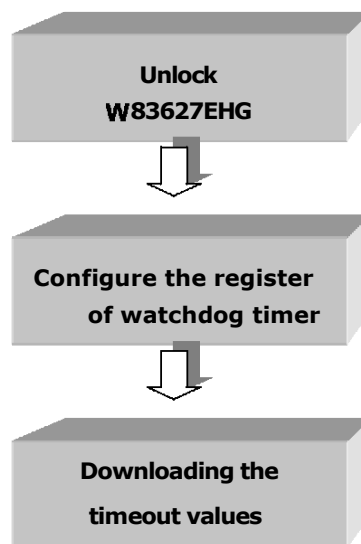 Unlock
W83627EHG
Configure the register
of watchdog timer
Downloading the
timeout values